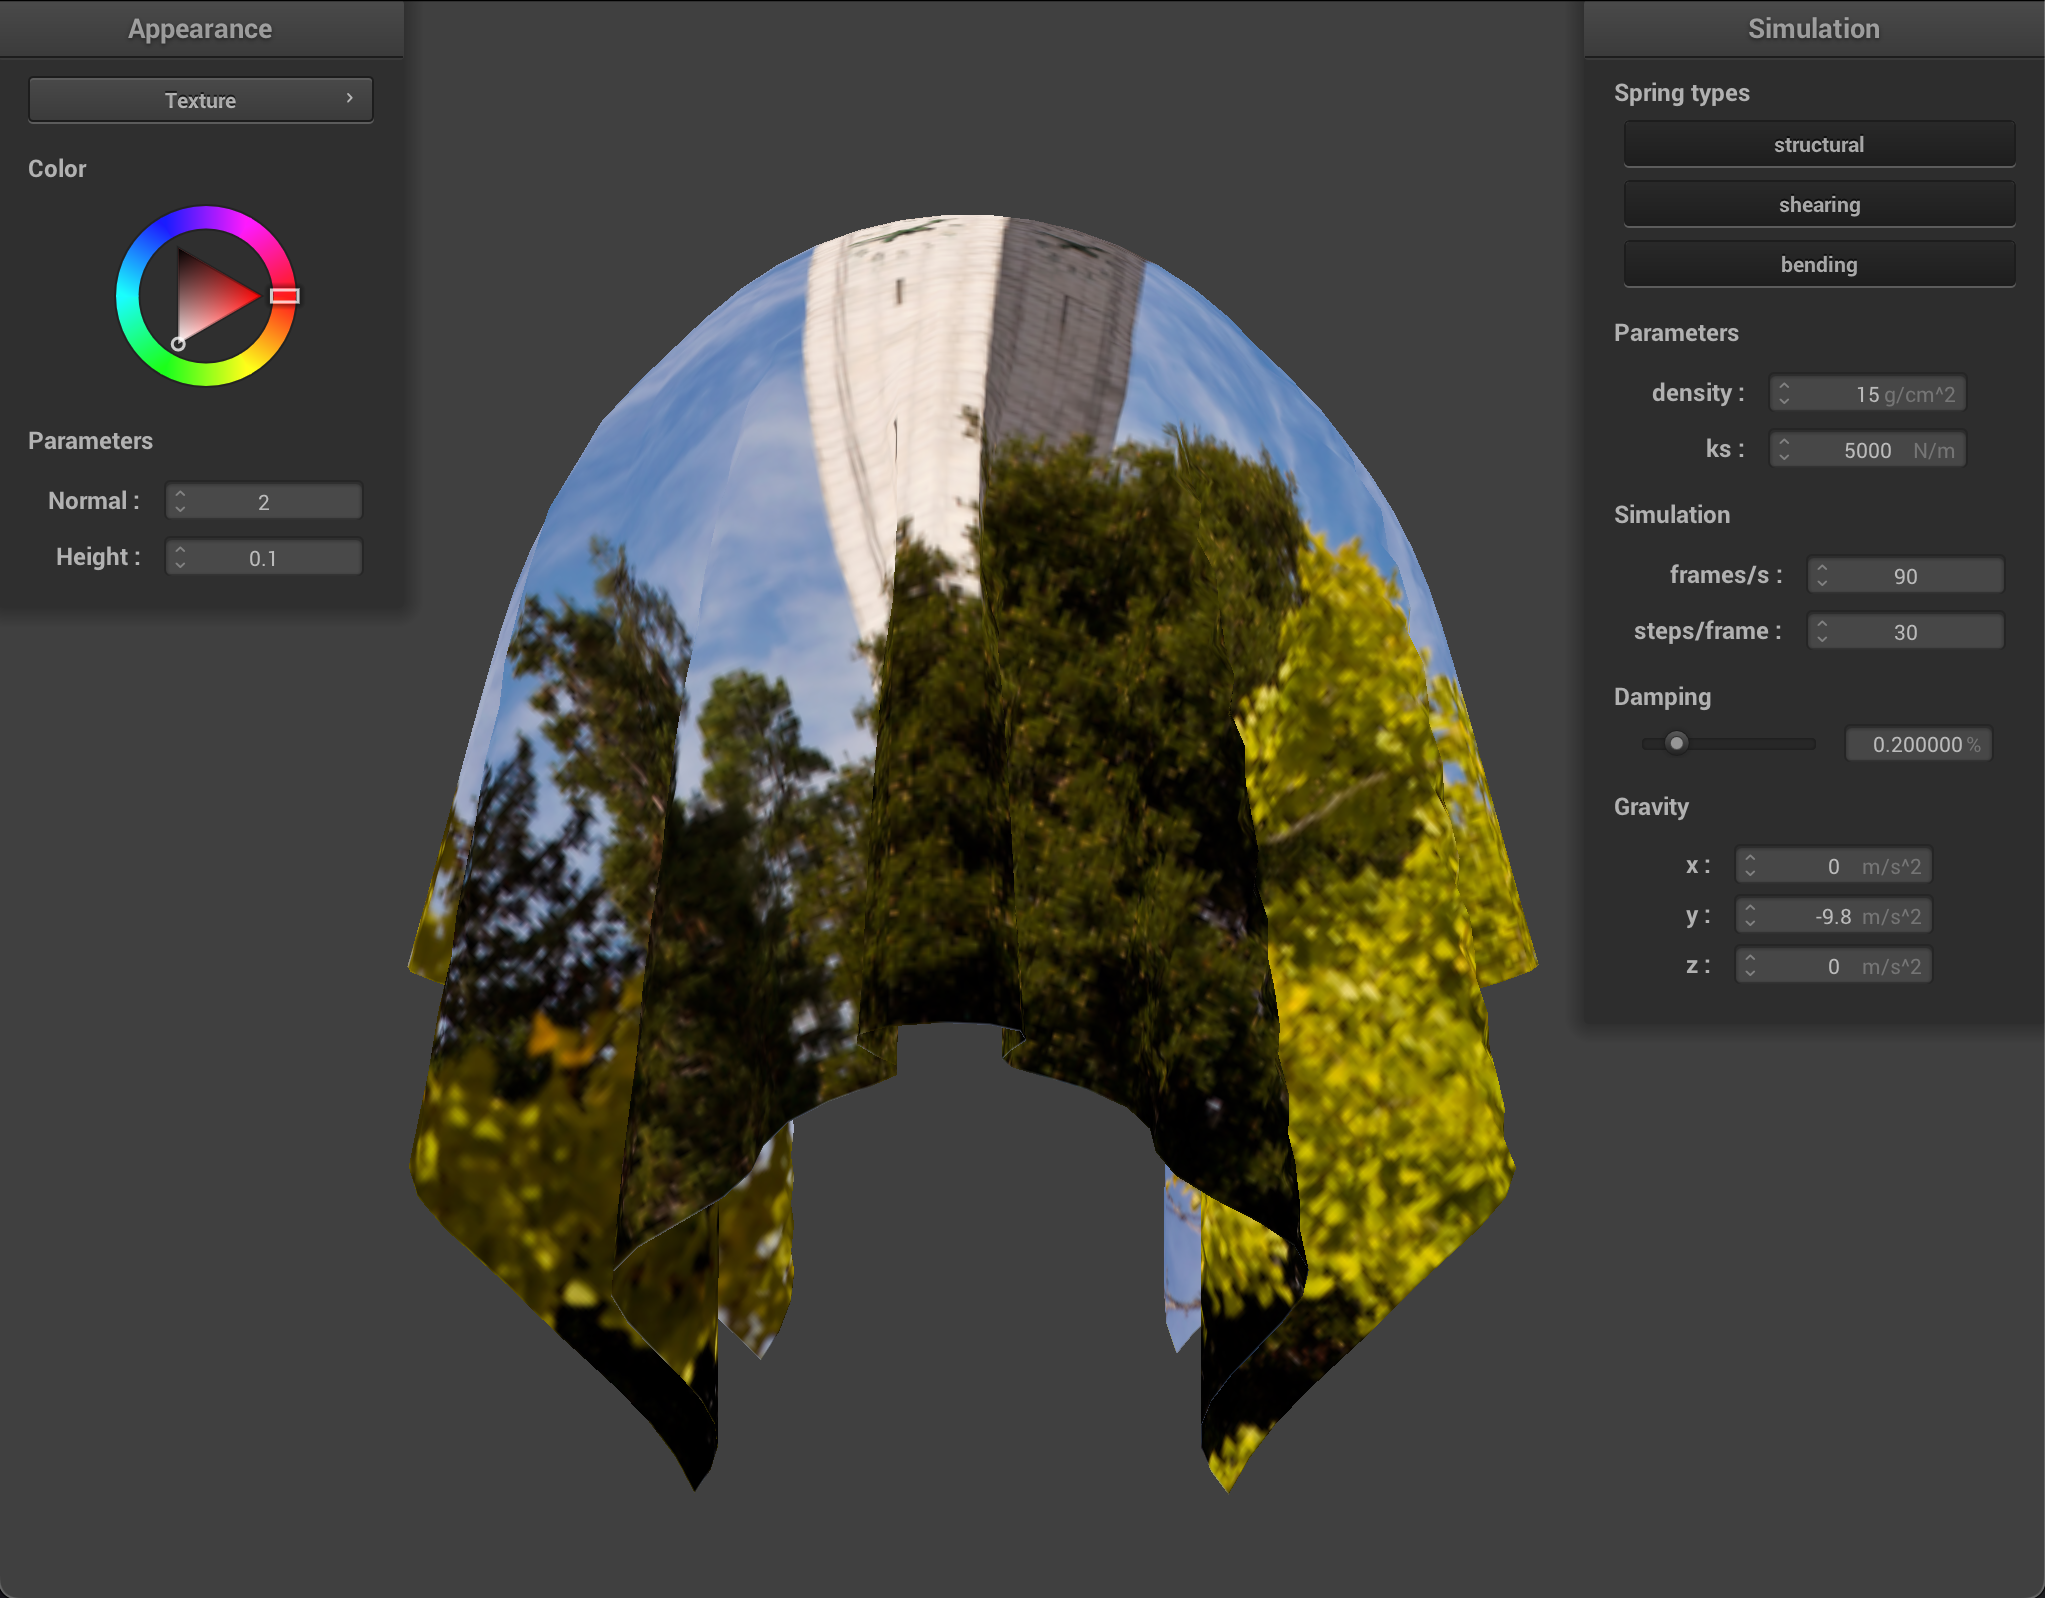 Appearance
Texture
Color
Parameters
Normal : 2
Height : 0.1
Simulation
Spring types
structural
shearing
bending
Parameters
density : 15 g/cm^2
ks : 5000 N/m
Simulation
frames/s : 90
steps/frame : 30
Damping
0.200000 %
Gravity
x : 0 m/s^2
y : -9.8 m/s^2
z : 0 m/s^2